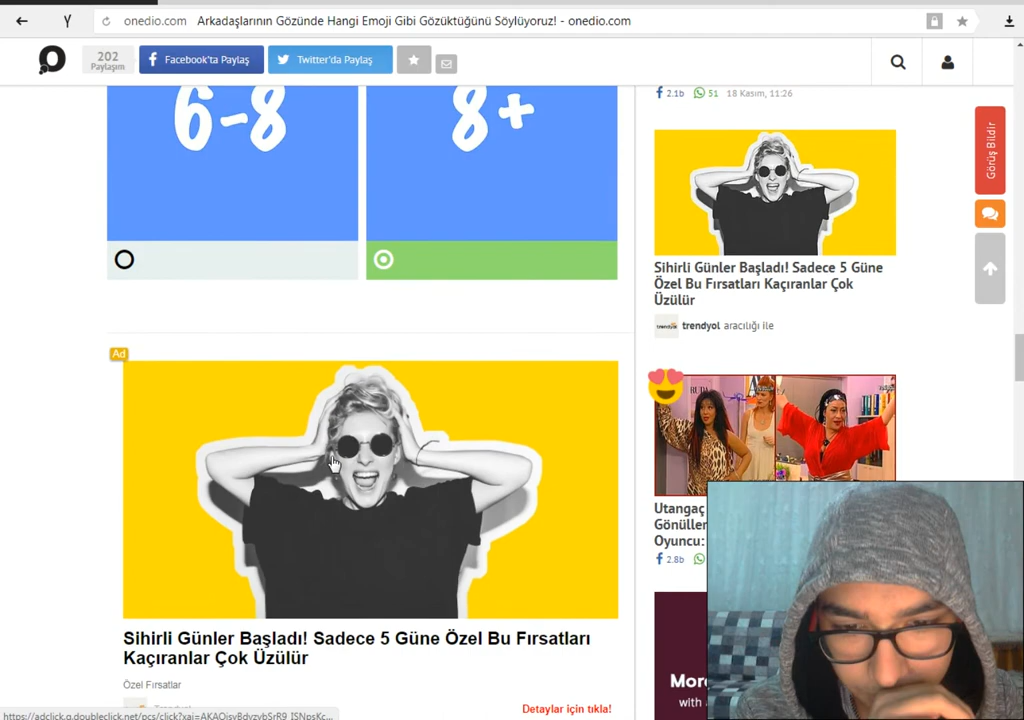 onedio.com Arkadaşlarının Gözünde Hangi Emoji Gibi Gözüktüğünü Söylüyoruz! - onedio.com
202
Paylaşım
Facebook'ta Paylaş
Twitter'da Paylaş
6-8
8+
2.1b 51 18 Kasım, 11:26
Görüş Bildir
Sihirli Günler Başladı! Sadece 5 Güne
Özel Bu Fırsatları Kaçıranlar Çok
Üzülür
trendyol
trendyol aracılığı ile
Ad
Utangaç
Gönüller
Oyuncu:
2.8b
Sihirli Günler Başladı! Sadece 5 Güne Özel Bu Fırsatları
Kaçıranlar Çok Üzülür
Özel Fırsatlar
Trendyol
Detaylar için tıkla!
More
with